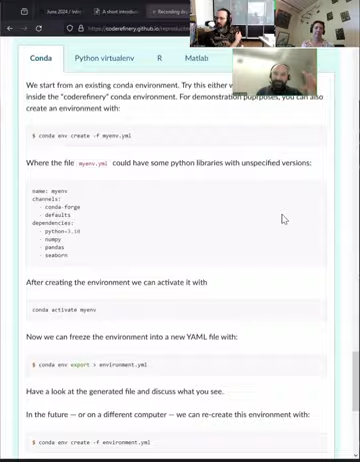 June 2024 /
A short introduc
Recording de
https://coderefinery.github.io/reproduci
Conda
Python virtualenv
R
Matlab
We start from an existing conda environment. Try this either w
inside the "coderefinery" conda environment. For demonstration puprposes, you can also
create an environment with:
$ conda env create -f myenv.yml
Where the file myenv.yml could have some python libraries with unspecified versions:
name: myenv
channels:
- conda-forge
- defaults
dependencies:
- python=3.10
- numpy
- pandas
- seaborn
After creating the environment we can activate it with
conda activate myenv
Now we can freeze the environment into a new YAML file with:
$ conda env export > environment.yml
Have a look at the generated file and discuss what you see.
In the future — or on a different computer — we can re-create this environment with:
$ conda env create -f environment.yml